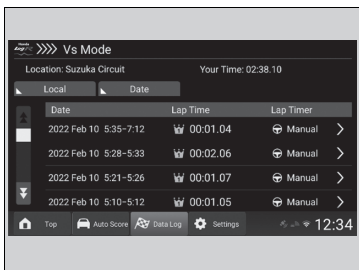 Honda
LogR
Vs Mode
Location: Suzuka Circuit Your Time: 02:38.10
Local Date
Date Lap Time Lap Timer
2022 Feb 10 5:35-7:12 00:01.04 Manual
2022 Feb 10 5:28-5:33 00:02.06 Manual
2022 Feb 10 5:21-5:26 00:01.07 Manual
2022 Feb 10 5:10-5:12 00:01.05 Manual
Top Auto Score Data Log Settings 12:34